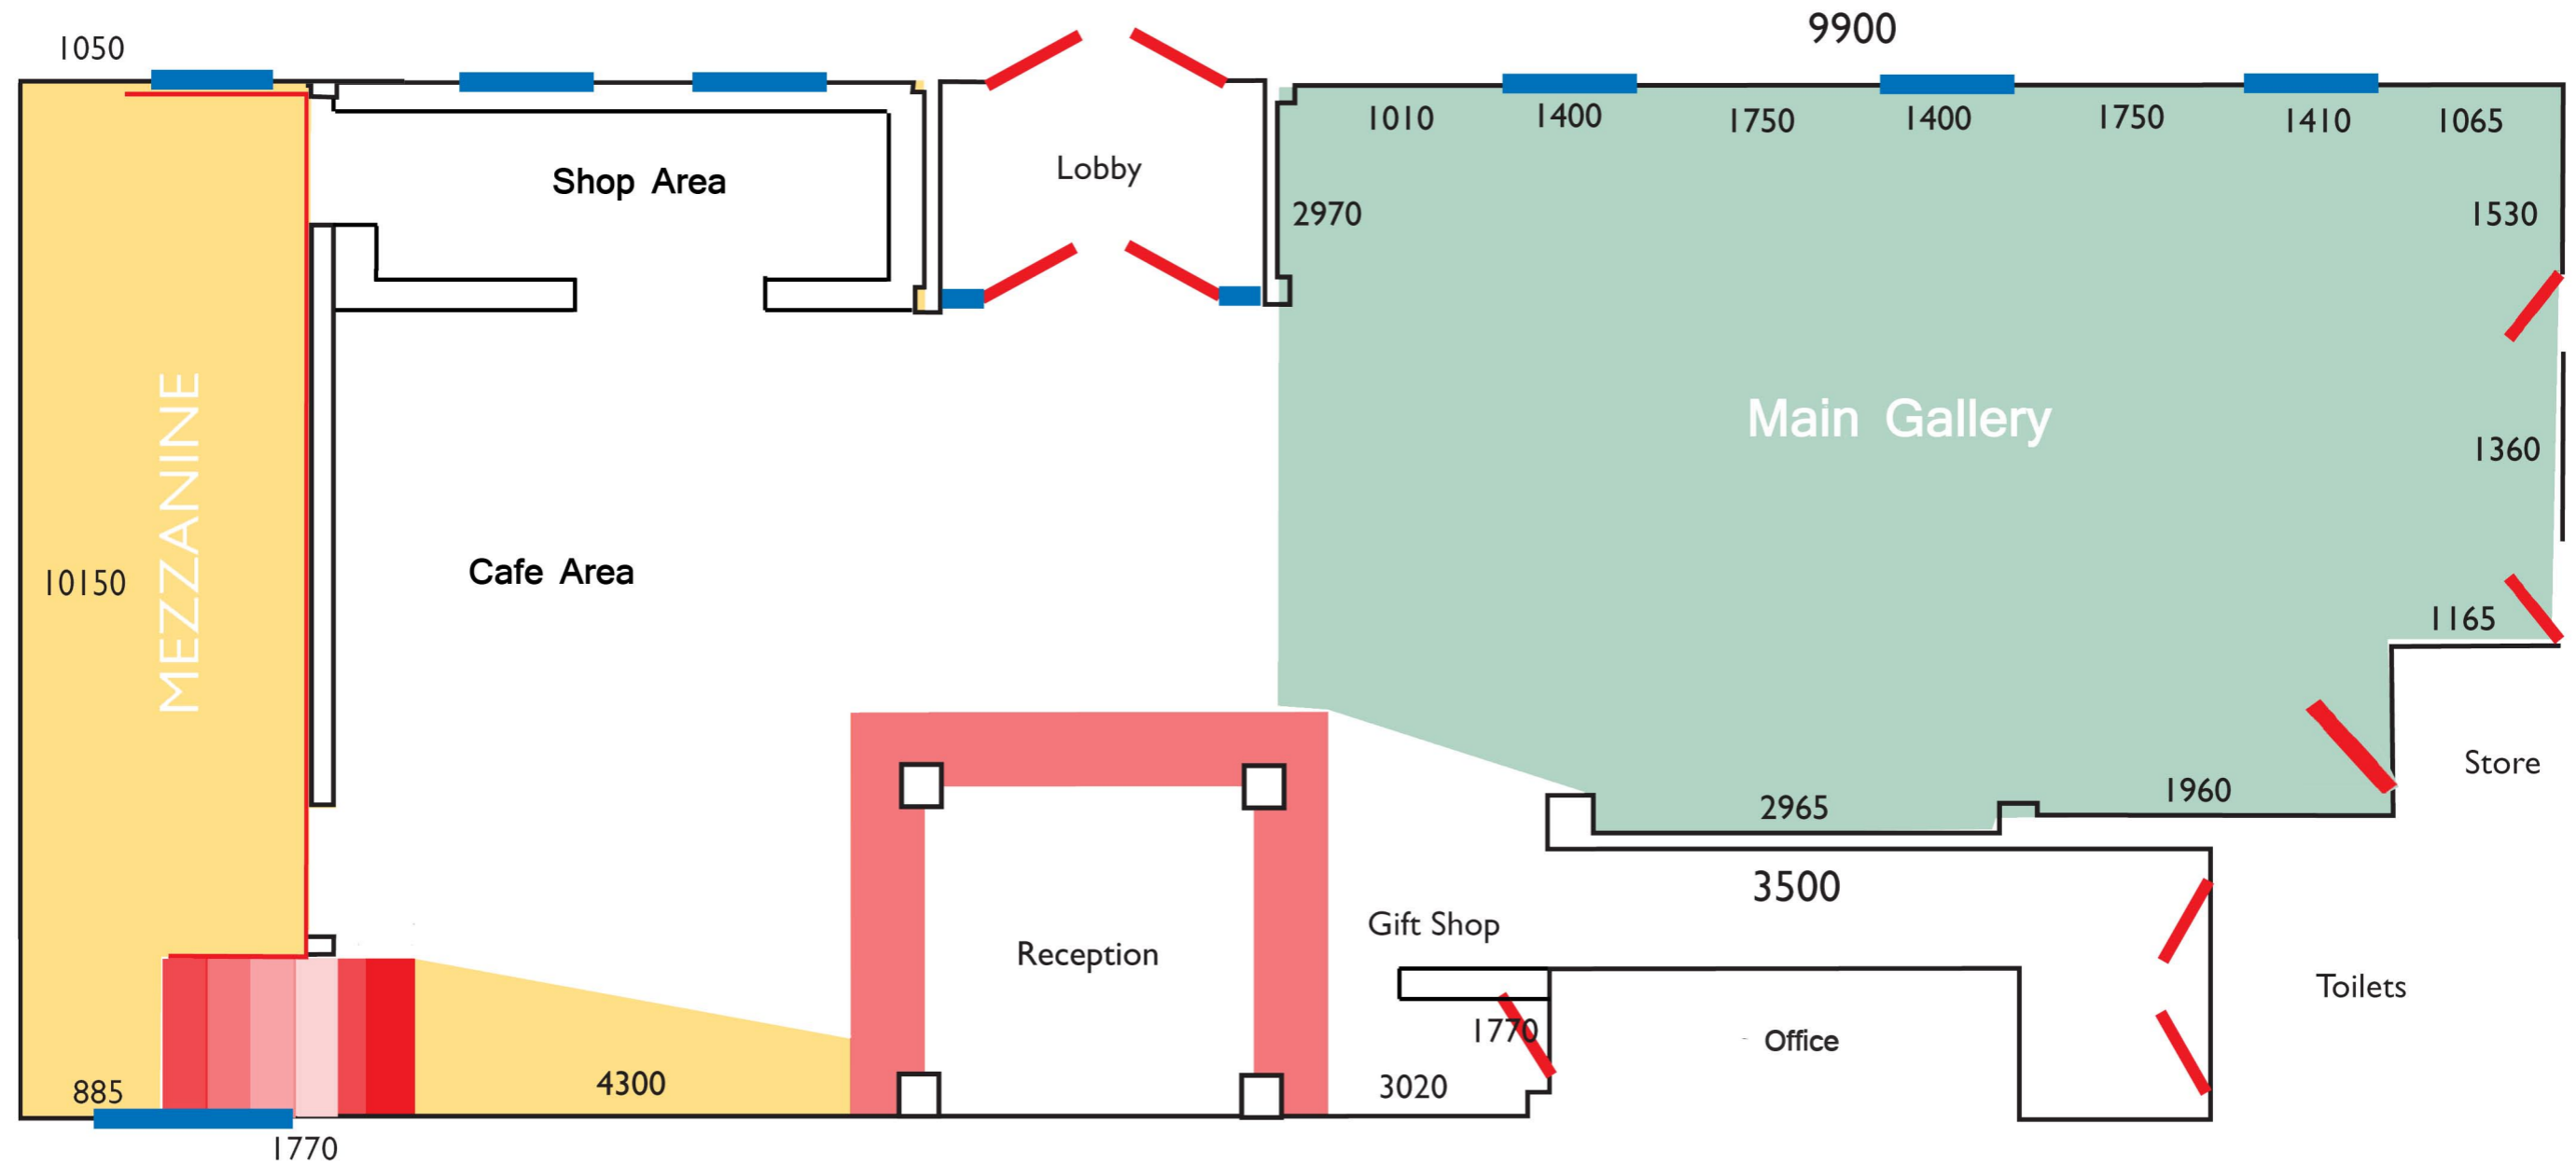 1050
9900
1010
1400
1750
1400
1750
1410
1065
Shop Area
Lobby
2970
1530
Main Gallery
1360
MEZZANINE
10150
Cafe Area
1165
Store
2965
1960
3500
Gift Shop
Reception
Toilets
1770
Office
885
4300
3020
1770